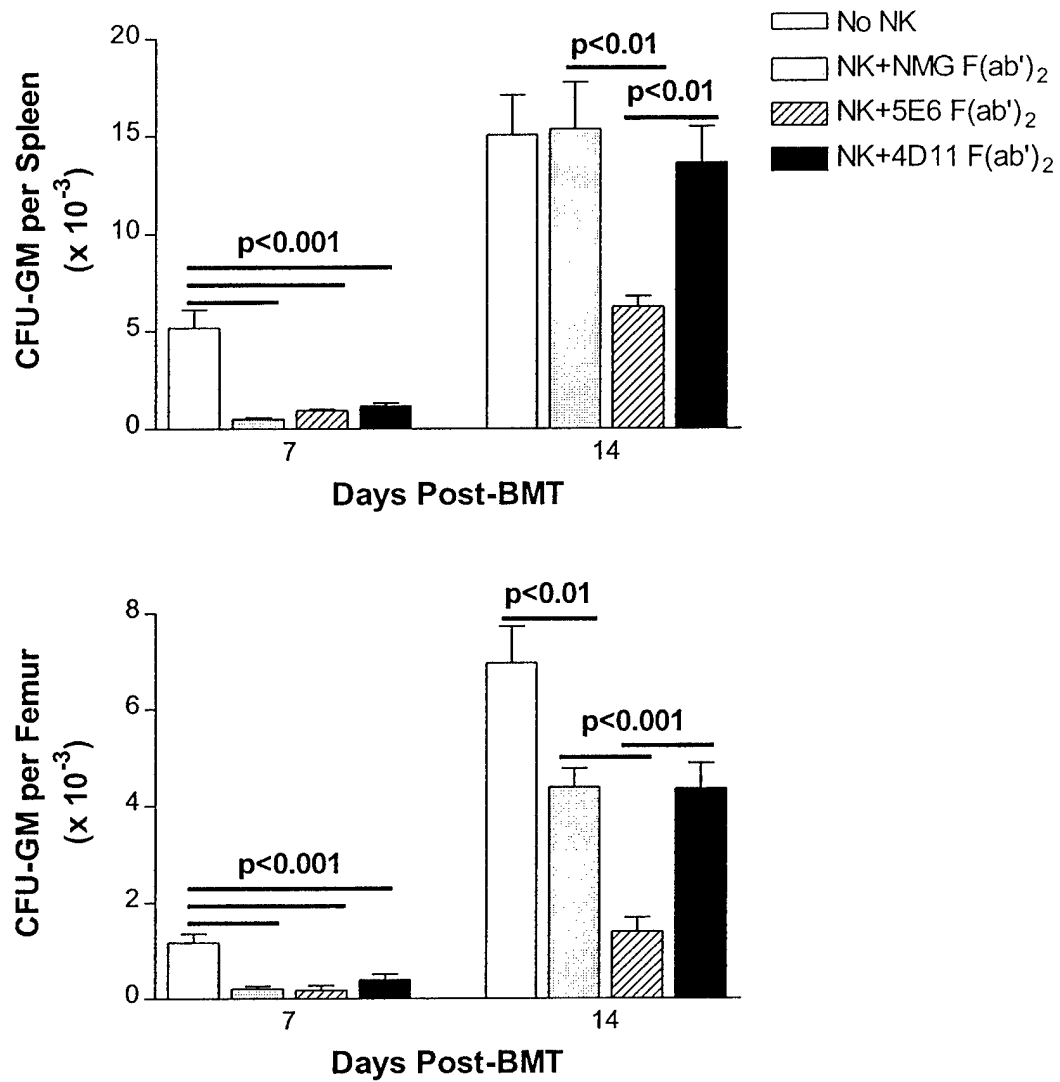 No NK
NK+NMG F(ab')2
NK+5E6 F(ab')2
NK+4D11 F(ab')2
CFU-GM per Spleen
(x 10-3)
20
15
10
5
0
p<0.001
p<0.01
p<0.01
7
14
Days Post-BMT
CFU-GM per Femur
(x 10-3)
8
6
4
2
0
p<0.001
p<0.01
p<0.001
7
14
Days Post-BMT